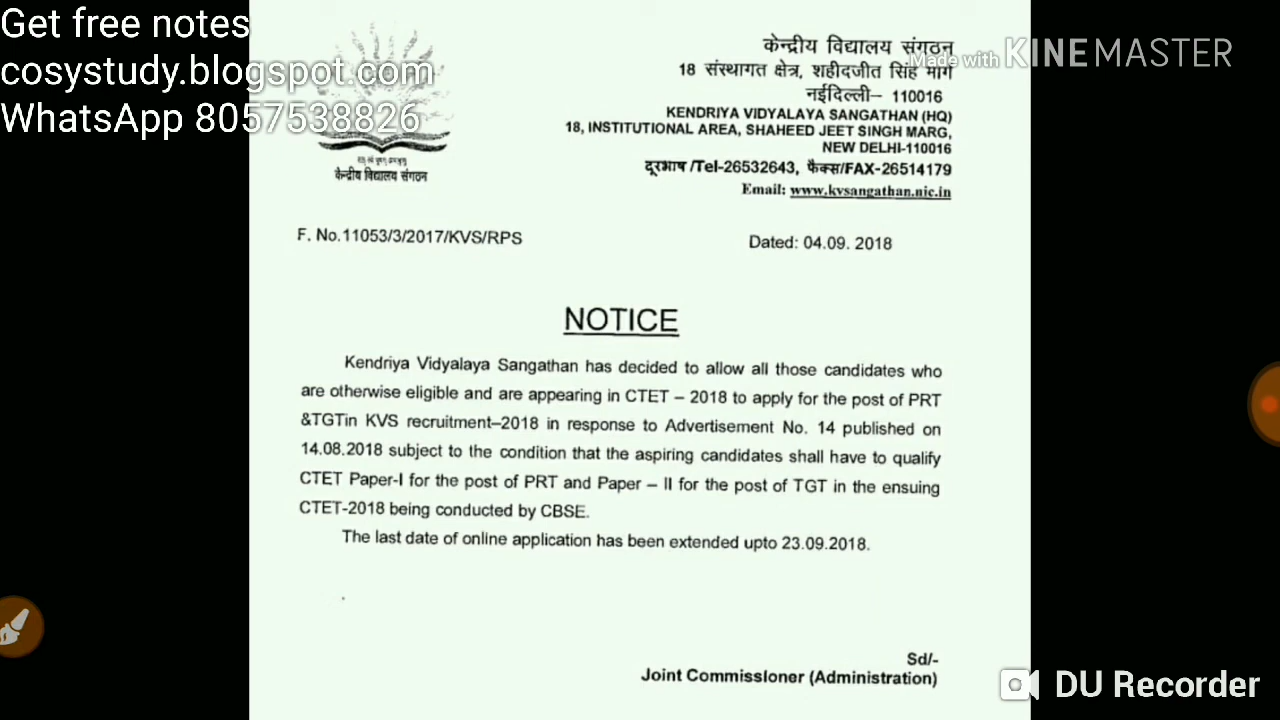 Get free notes
cosystudy.blogspot.com
WhatsApp 8057538826
Made with KINEMASTER
केन्द्रीय विद्यालय संगठन
केन्द्रीय विद्यालय संगठन
18 संस्थागत क्षेत्र, शहीदजीत सिंह मार्ग
नईदिल्ली– 110016
KENDRIYA VIDYALAYA SANGATHAN (HQ)
18, INSTITUTIONAL AREA, SHAHEED JEET SINGH MARG,
NEW DELHI-110016
दूरभाष /Tel-26532643, फैक्स/FAX-26514179
Email: www.kvsangathan.nic.in
F. No.11053/3/2017/KVS/RPS
Dated: 04.09. 2018
NOTICE
Kendriya Vidyalaya Sangathan has decided to allow all those candidates who
are otherwise eligible and are appearing in CTET – 2018 to apply for the post of PRT
&TGTin KVS recruitment–2018 in response to Advertisement No. 14 published on
14.08.2018 subject to the condition that the aspiring candidates shall have to qualify
CTET Paper-I for the post of PRT and Paper – II for the post of TGT in the ensuing
CTET-2018 being conducted by CBSE.
The last date of online application has been extended upto 23.09.2018.
Sd/-
Joint Commissioner (Administration)
DU Recorder